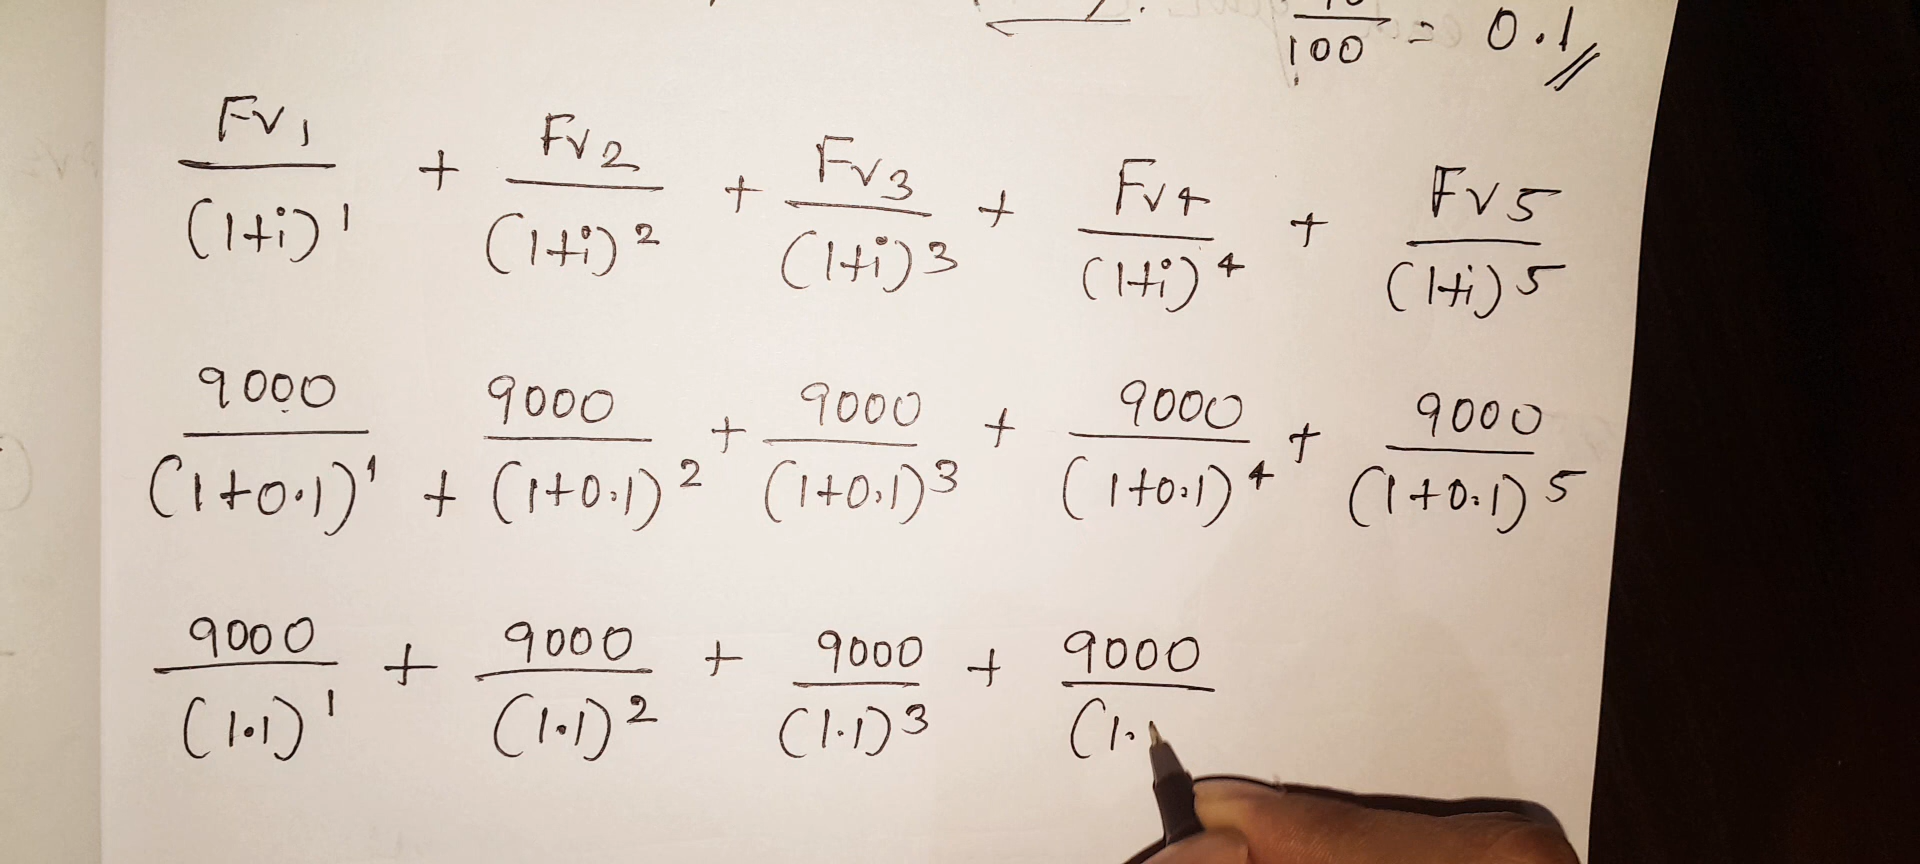 /100 = 0.1
FV1/(1+i)^1 + FV2/(1+i)^2 + FV3/(1+i)^3 + FV4/(1+i)^4 + FV5/(1+i)^5
9000/(1+0.1)^1 + 9000/(1+0.1)^2 + 9000/(1+0.1)^3 + 9000/(1+0.1)^4 + 9000/(1+0.1)^5
9000/(1.1)^1 + 9000/(1.1)^2 + 9000/(1.1)^3 + 9000/(1.